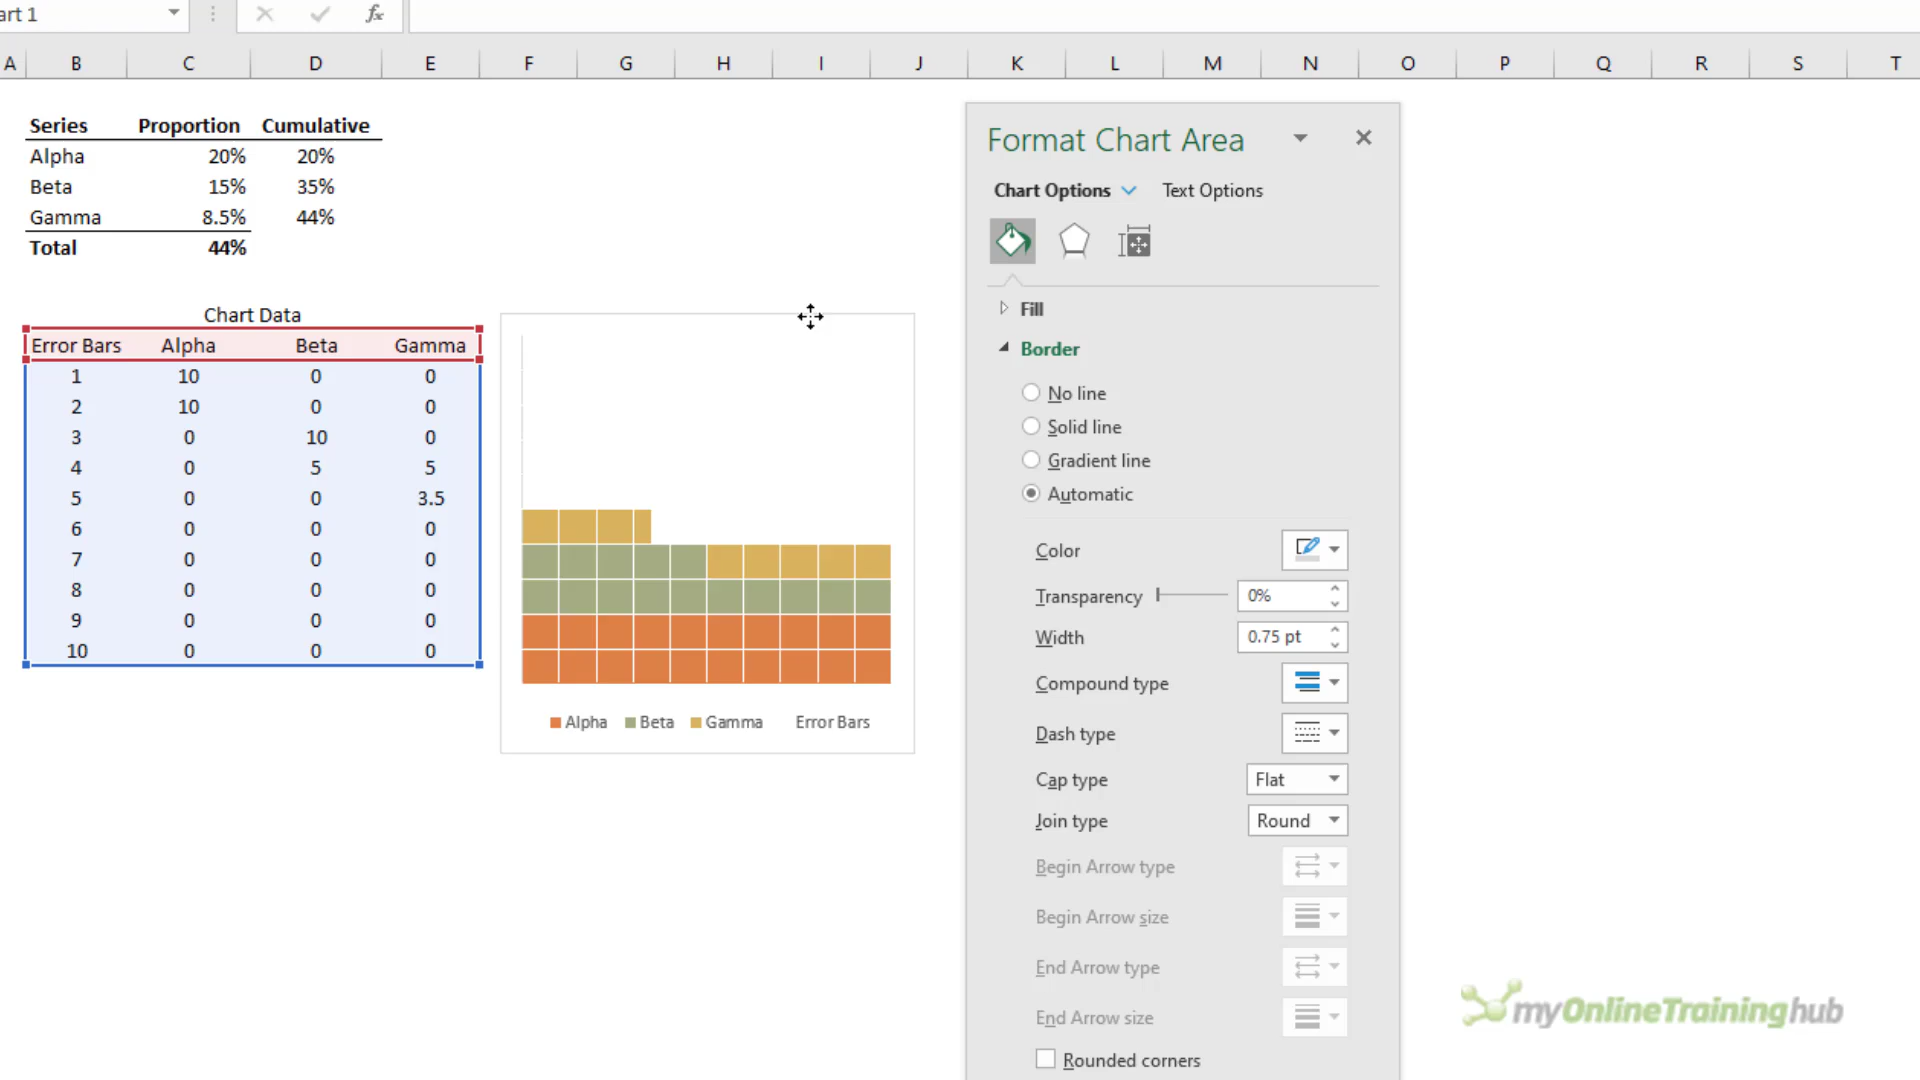 art 1
fx
A B C D E F G H I J K L M N O P Q R S T
Series Proportion Cumulative
Alpha 20% 20%
Beta 15% 35%
Gamma 8.5% 44%
Total 44%
Chart Data
Error Bars Alpha Beta Gamma
1 10 0 0
2 10 0 0
3 0 10 0
4 0 5 5
5 0 0 3.5
6 0 0 0
7 0 0 0
8 0 0 0
9 0 0 0
10 0 0 0
Alpha Beta Gamma Error Bars
Format Chart Area
Chart Options Text Options
Fill
Border
No line
Solid line
Gradient line
Automatic
Color
Transparency 0%
Width 0.75 pt
Compound type
Dash type
Cap type Flat
Join type Round
Begin Arrow type
Begin Arrow size
End Arrow type
End Arrow size
Rounded corners
myOnlineTraininghub